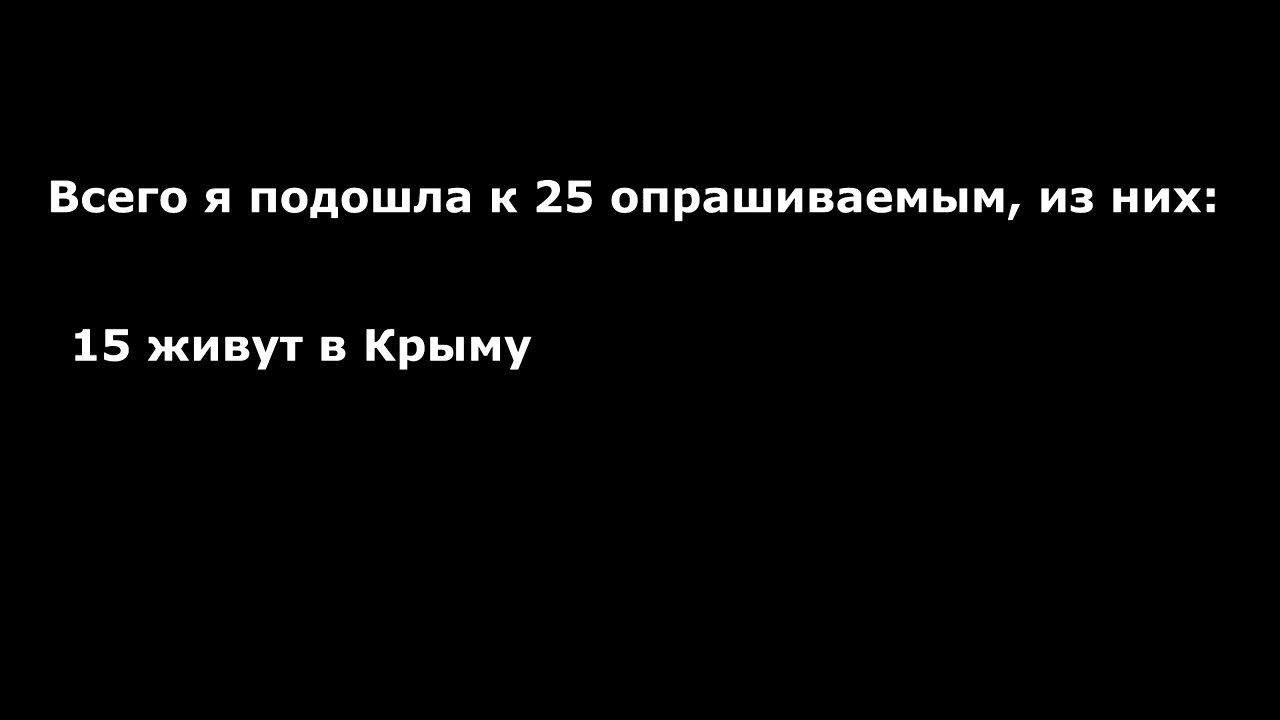 Всего я подошла к 25 опрашиваемым, из них:
15 живут в Крыму